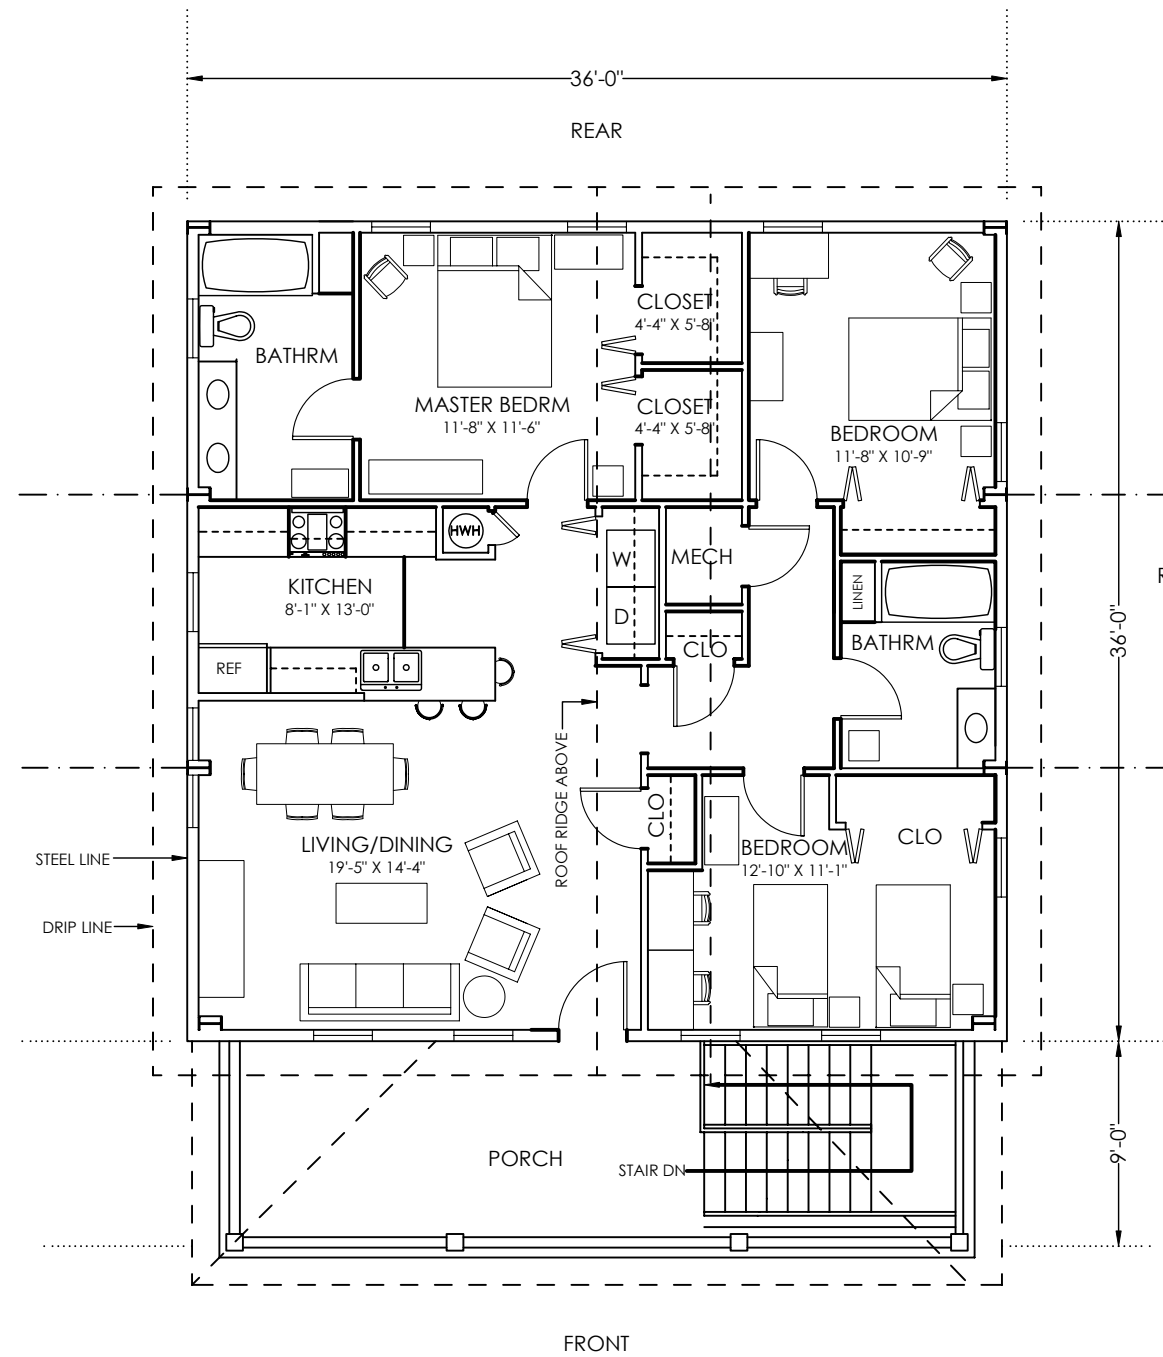 36'-0"
REAR
CLOSET
4'-4" X 5'-8"
BATHRM
MASTER BEDRM
11'-8" X 11'-6"
CLOSET
4'-4" X 5'-8"
BEDROOM
11'-8" X 10'-9"
HWH
W
MECH
KITCHEN
8'-1" X 13'-0"
D
LINEN
R
36'-0"
REF
CLO
BATHRM
ROOF RIDGE ABOVE
STEEL LINE
LIVING/DINING
19'-5" X 14'-4"
CLO
BEDROOM
12'-10" X 11'-1"
CLO
DRIP LINE
PORCH
STAIR DN
9'-0"
FRONT